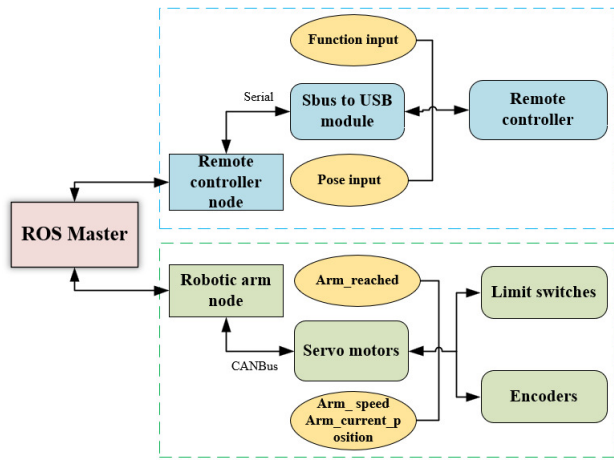 Function input
Serial
Sbus to USB
module
Remote
controller
Remote
controller
node
Pose input
ROS Master
Robotic arm
node
Arm_reached
Limit switches
Servo motors
CANBus
Arm_ speed
Arm_current_p
osition
Encoders